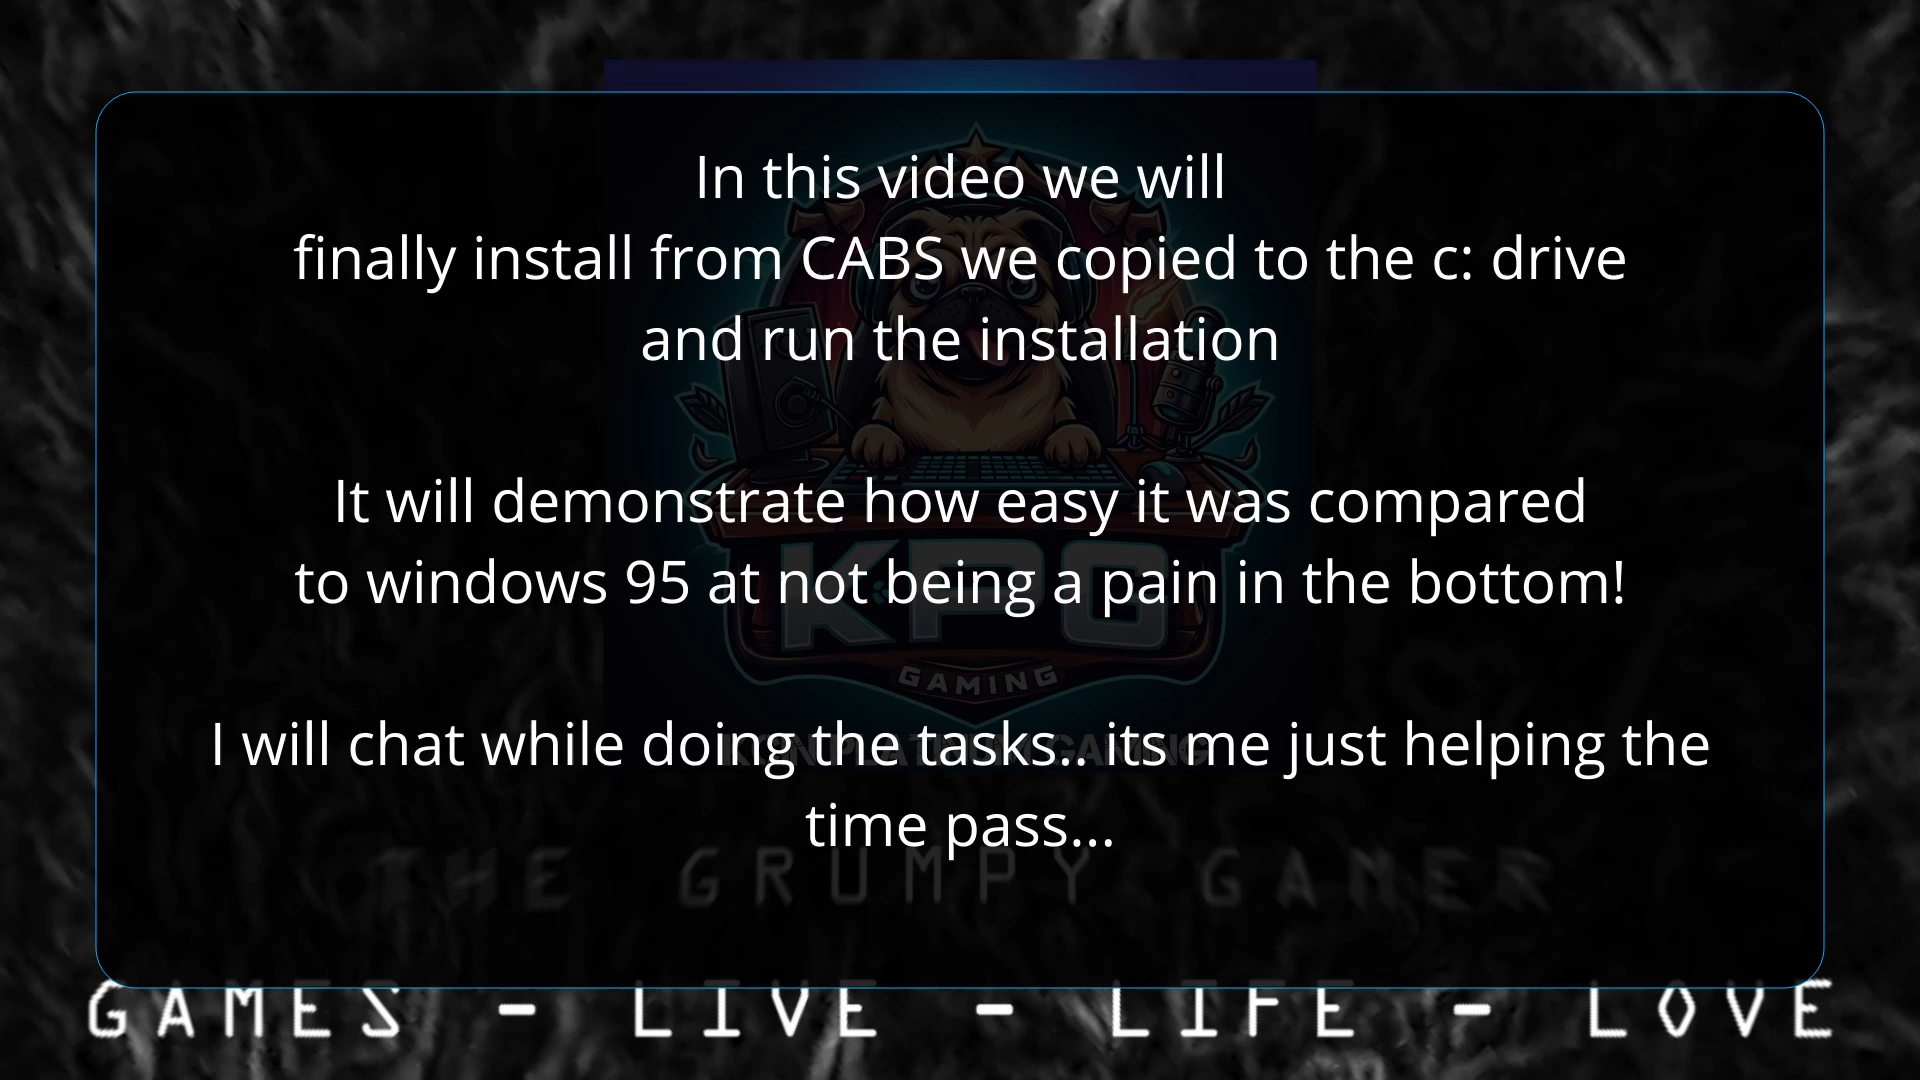 In this video we will
finally install from CABS we copied to the c: drive
and run the installation
It will demonstrate how easy it was compared
to windows 95 at not being a pain in the bottom!
KPO
GAMING
I will chat while doing the tasks.. its me just helping the
time pass...
THE GRUMPY GAMER
GAMES - LIVE - LIFE - LOVE